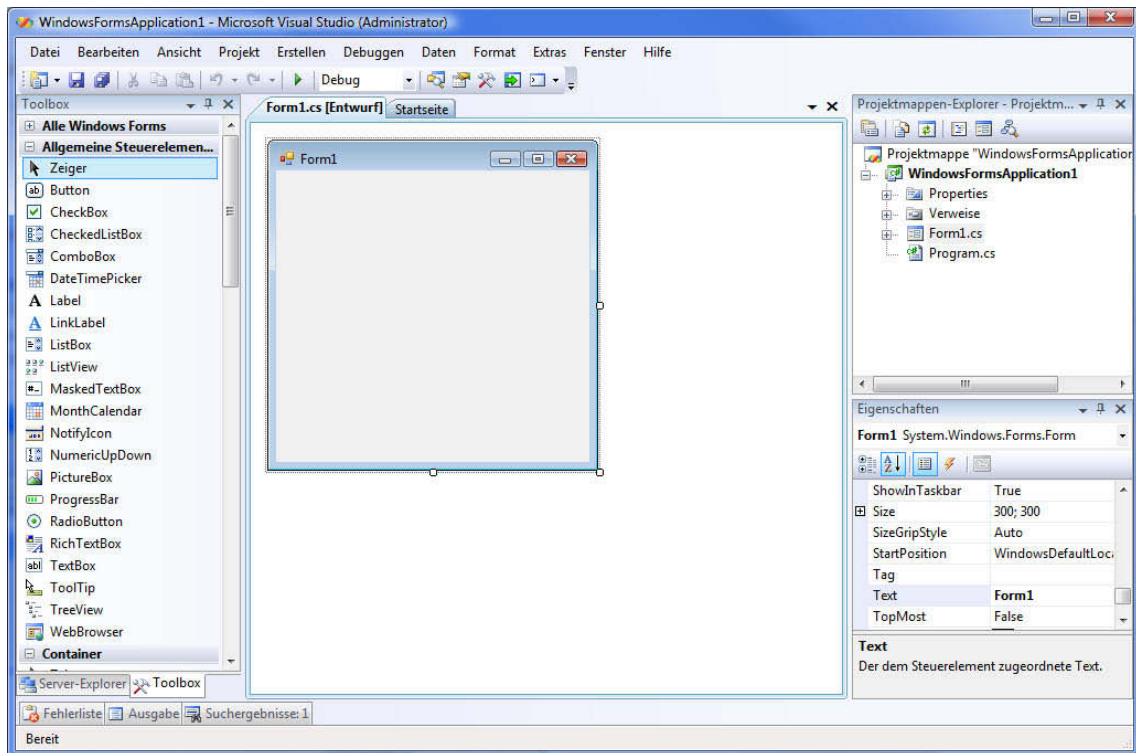 WindowsFormsApplication1 - Microsoft Visual Studio (Administrator)
Datei Bearbeiten Ansicht Projekt Erstellen Debuggen Daten Format Extras Fenster Hilfe
Debug
Toolbox
Alle Windows Forms
Allgemeine Steuerelemen...
Zeiger
ab Button
CheckBox
CheckedListBox
ComboBox
DateTimePicker
A Label
A LinkLabel
ListBox
ListView
MaskedTextBox
MonthCalendar
NotifyIcon
NumericUpDown
PictureBox
ProgressBar
RadioButton
RichTextBox
abl TextBox
ToolTip
TreeView
WebBrowser
Container
Server-Explorer Toolbox
Form1.cs [Entwurf] Startseite
Form1
Projektmappen-Explorer - Projektm...
Projektmappe "WindowsFormsApplication
WindowsFormsApplication1
Properties
Verweise
Form1.cs
Program.cs
Eigenschaften
Form1 System.Windows.Forms.Form
ShowInTaskbar True
Size 300; 300
SizeGripStyle Auto
StartPosition WindowsDefaultLoc
Tag
Text Form1
TopMost False
Text
Der dem Steuerelement zugeordnete Text.
Fehlerliste Ausgabe Suchergebnisse: 1
Bereit